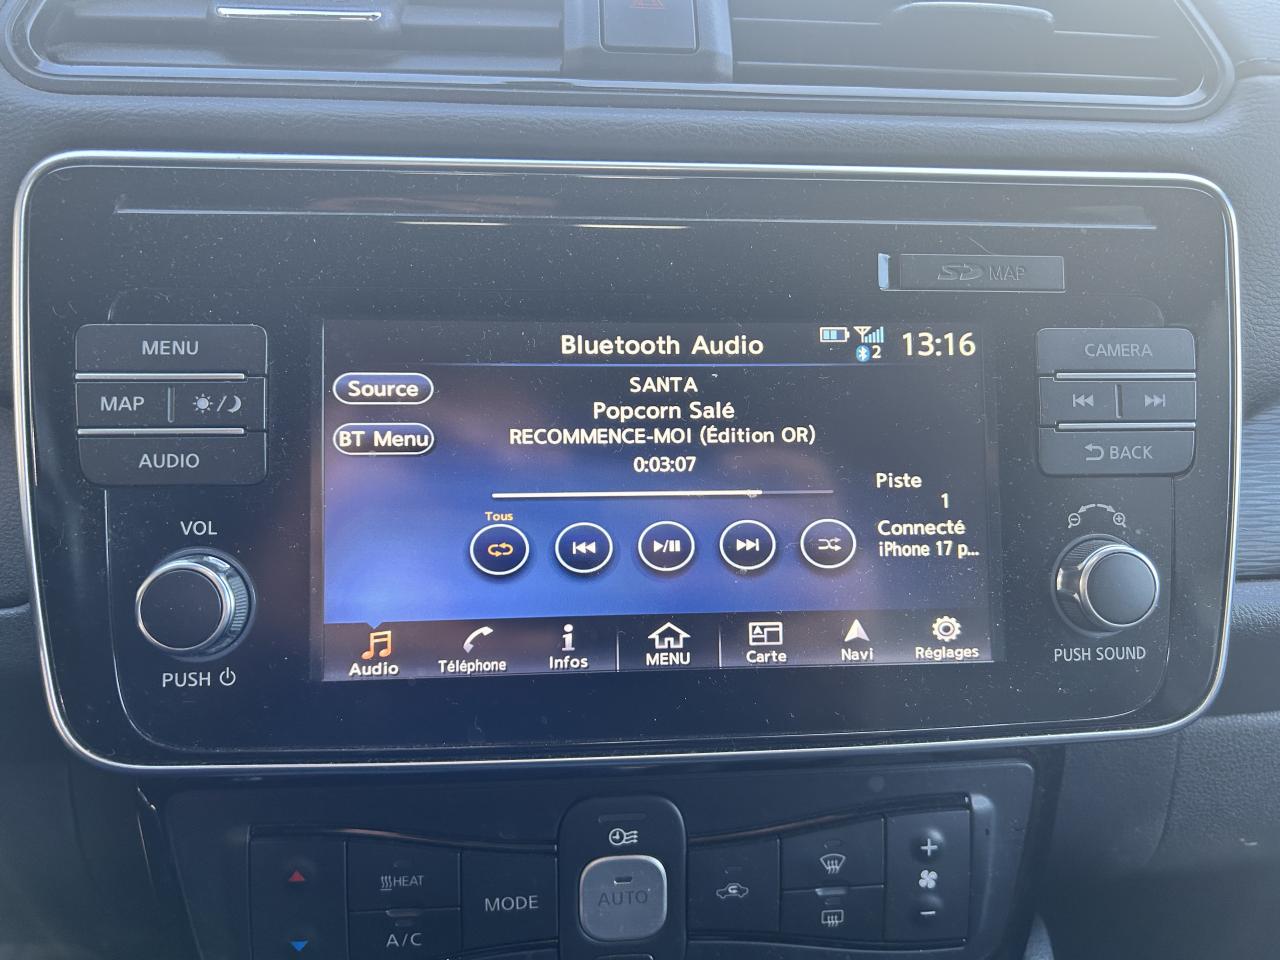 SD MAP
MENU
MAP
AUDIO
VOL
PUSH
Bluetooth Audio
2
13:16
Source
BT Menu
SANTA
Popcorn Salé
RECOMMENCE-MOI (Édition OR)
0:03:07
Piste
1
Connecté
iPhone 17 p...
Tous
Audio
Téléphone
Infos
MENU
Carte
Navi
Réglages
CAMERA
BACK
PUSH SOUND
HEAT
A/C
MODE
AUTO
+
−